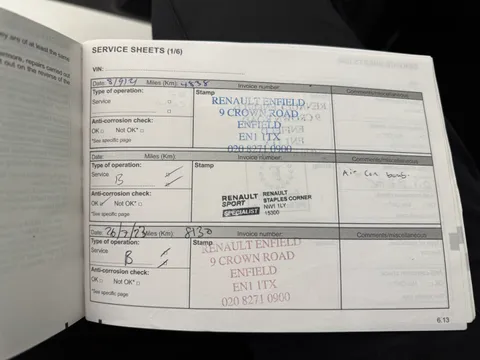 SERVICE SHEETS (1/6)
VIN:
Date: 8/9/21 Miles (Km): 4838 Invoice number:
Type of operation: Stamp Comments/miscellaneous
Service
RENAULT ENFIELD
9 CROWN ROAD
ENFIELD
EN1 1TX
020 8271 0900
Anti-corrosion check:
OK Not OK*
*See specific page
Date: Miles (Km): Invoice number:
Type of operation: Stamp Comments/miscellaneous
Service
B
RENAULT SPORT SPECIALIST
RENAULT
STAPLES CORNER
NW1 1LY
Anti-corrosion check:
OK Not OK*
*See specific page
Date: 26/7/23 Miles (Km): 8130 Invoice number:
Type of operation: Stamp Comments/miscellaneous
Service
B
RENAULT ENFIELD
9 CROWN ROAD
ENFIELD
EN1 1TX
020 8271 0900
Anti-corrosion check:
OK Not OK*
*See specific page
6.13